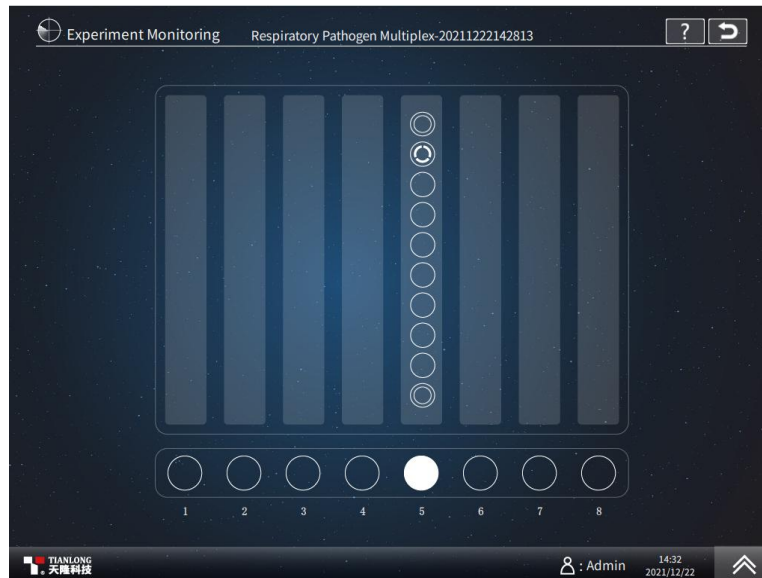 Experiment Monitoring Respiratory Pathogen Multiplex-20211222142813 ?
1 2 3 4 5 6 7 8
TIANLONG
天隆科技
: Admin
14:32
2021/12/22